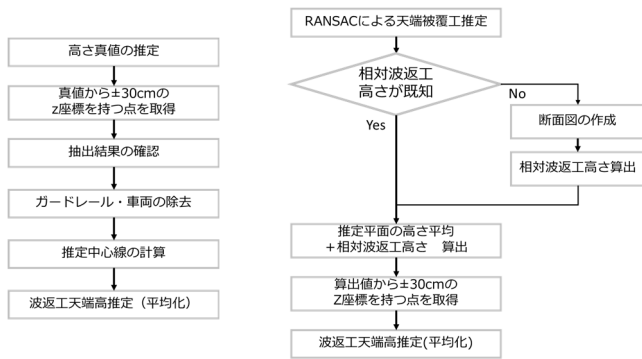 高さ真値の推定
真値から±30cmの
z座標を持つ点を取得
抽出結果の確認
ガードレール・車両の除去
推定中心線の計算
波返工天端高推定（平均化）
RANSACによる天端被覆工推定
相対波返工
高さが既知
No
Yes
断面図の作成
相対波返工高さ算出
推定平面の高さ平均
＋相対波返工高さ　算出
算出値から±30cmの
Z座標を持つ点を取得
波返工天端高推定(平均化)